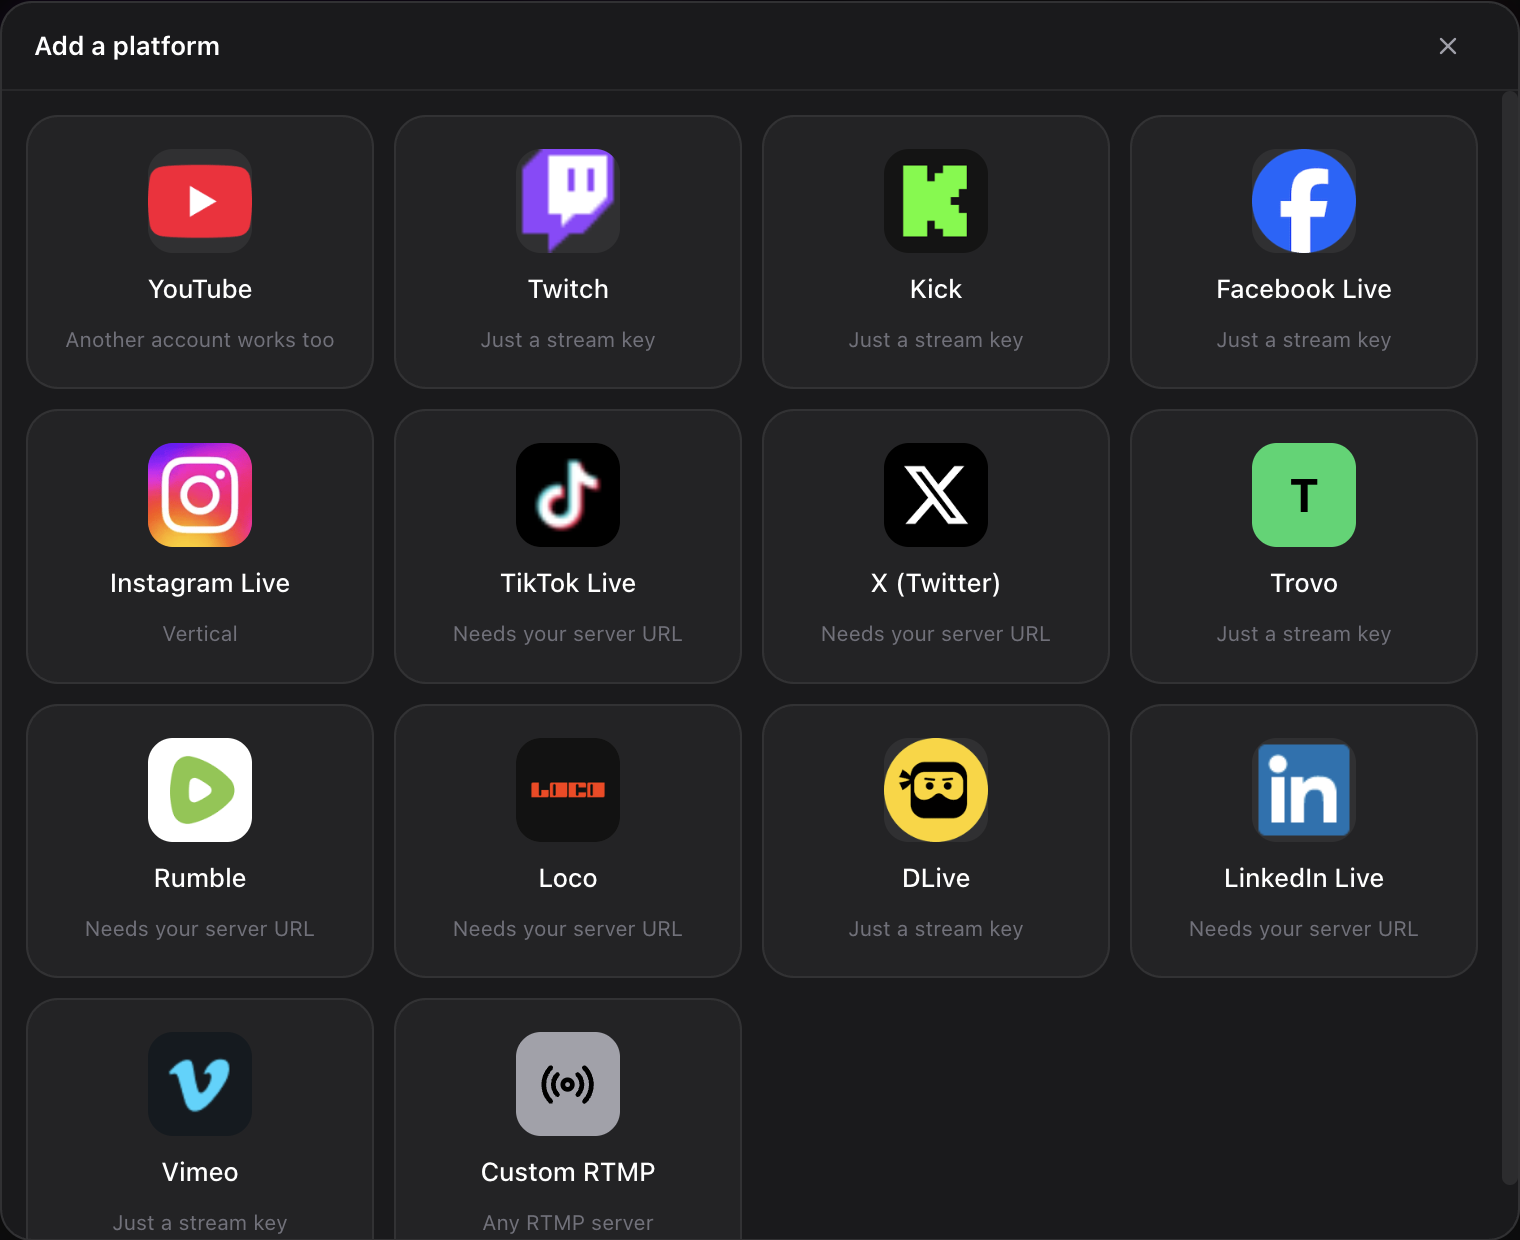 Add a platform
YouTube
Another account works too
Twitch
Just a stream key
Kick
Just a stream key
Facebook Live
Just a stream key
Instagram Live
Vertical
TikTok Live
Needs your server URL
X (Twitter)
Needs your server URL
T
Trovo
Just a stream key
Rumble
Needs your server URL
LOCO
Loco
Needs your server URL
DLive
Just a stream key
in
LinkedIn Live
Needs your server URL
Vimeo
Just a stream key
Custom RTMP
Any RTMP server